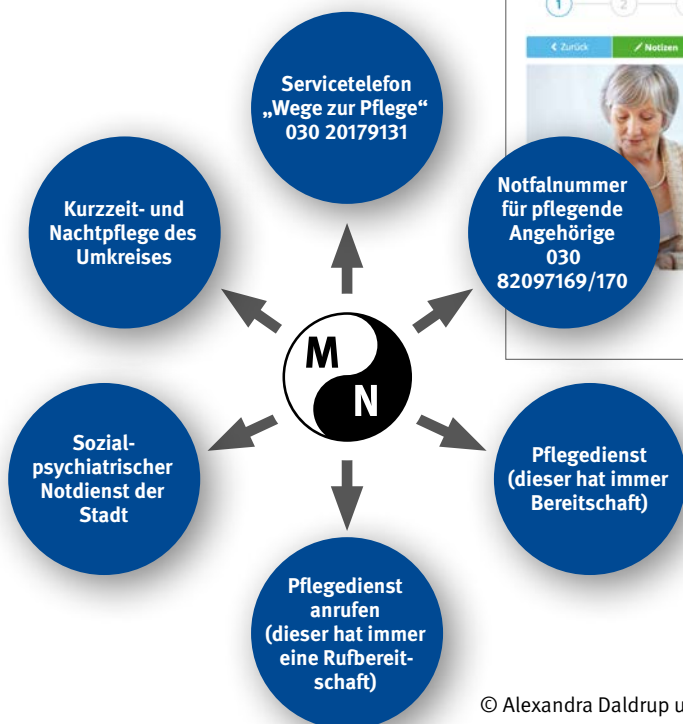 1
2
Zurück
Notizen
Servicetelefon
„Wege zur Pflege“
030 20179131
Notfalnummer
für pflegende
Angehörige
030
82097169/170
Kurzzeit- und
Nachtpflege des
Umkreises
M
N
Sozial-
psychiatrischer
Notdienst der
Stadt
Pflegedienst
(dieser hat immer
Bereitschaft)
Pflegedienst
anrufen
(dieser hat immer
eine Rufbereit-
schaft)
© Alexandra Daldrup